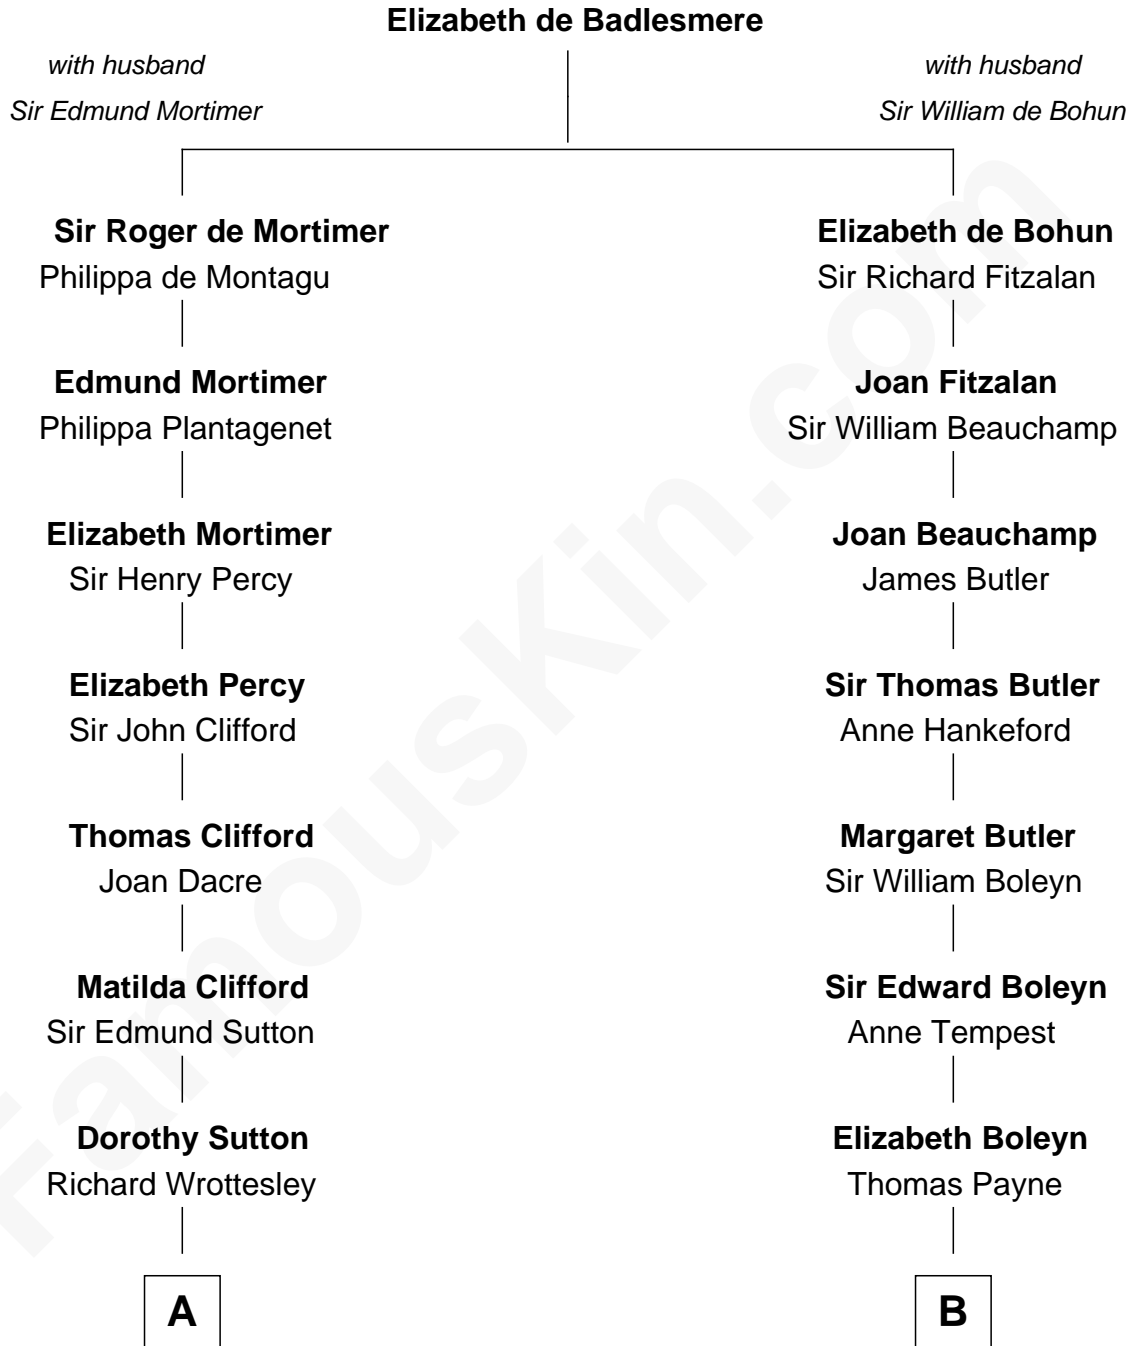 Elizabeth de Badlesmere
with husband
Sir Edmund Mortimer
with husband
Sir William de Bohun
Sir Roger de Mortimer
Philippa de Montagu
Elizabeth de Bohun
Sir Richard Fitzalan
Edmund Mortimer
Philippa Plantagenet
Joan Fitzalan
Sir William Beauchamp
Elizabeth Mortimer
Sir Henry Percy
Joan Beauchamp
James Butler
Elizabeth Percy
Sir John Clifford
Sir Thomas Butler
Anne Hankeford
Thomas Clifford
Joan Dacre
Margaret Butler
Sir William Boleyn
Matilda Clifford
Sir Edmund Sutton
Sir Edward Boleyn
Anne Tempest
Dorothy Sutton
Richard Wrottesley
Elizabeth Boleyn
Thomas Payne
A
B
FamousKin.com